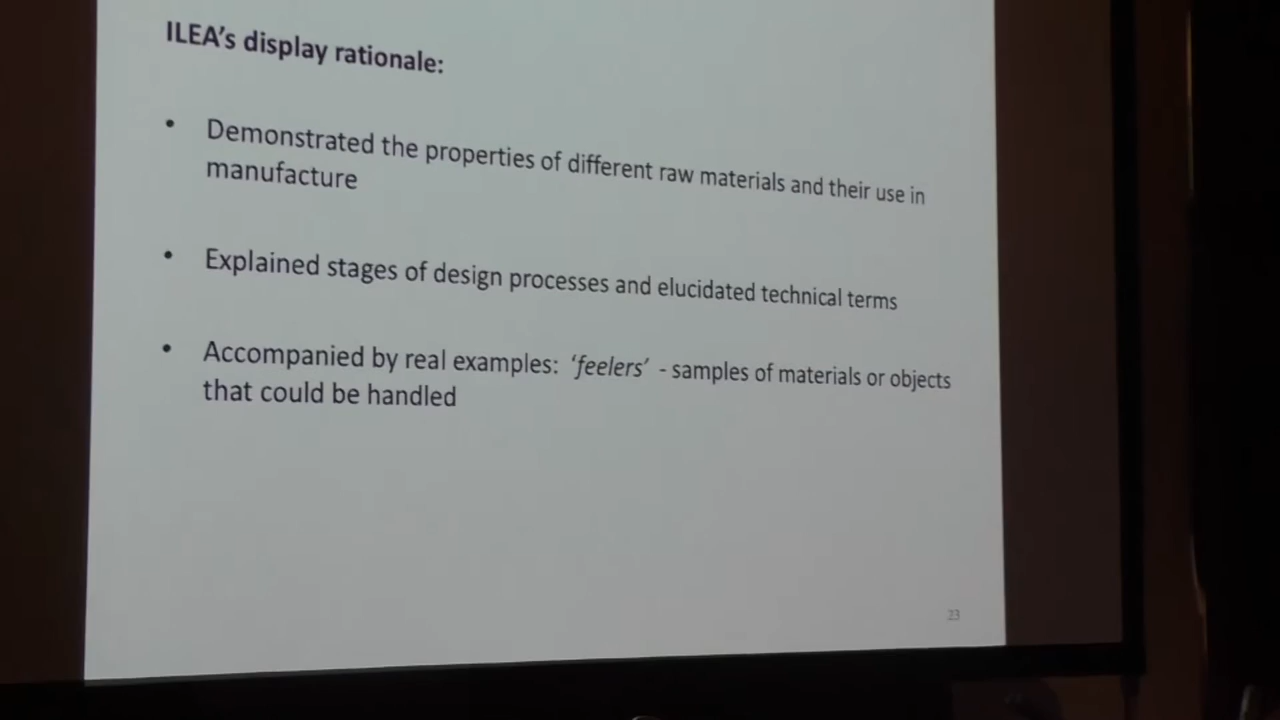 ILEA's display rationale:
• Demonstrated the properties of different raw materials and their use in
manufacture
• Explained stages of design processes and elucidated technical terms
• Accompanied by real examples: 'feelers' - samples of materials or objects
that could be handled
23